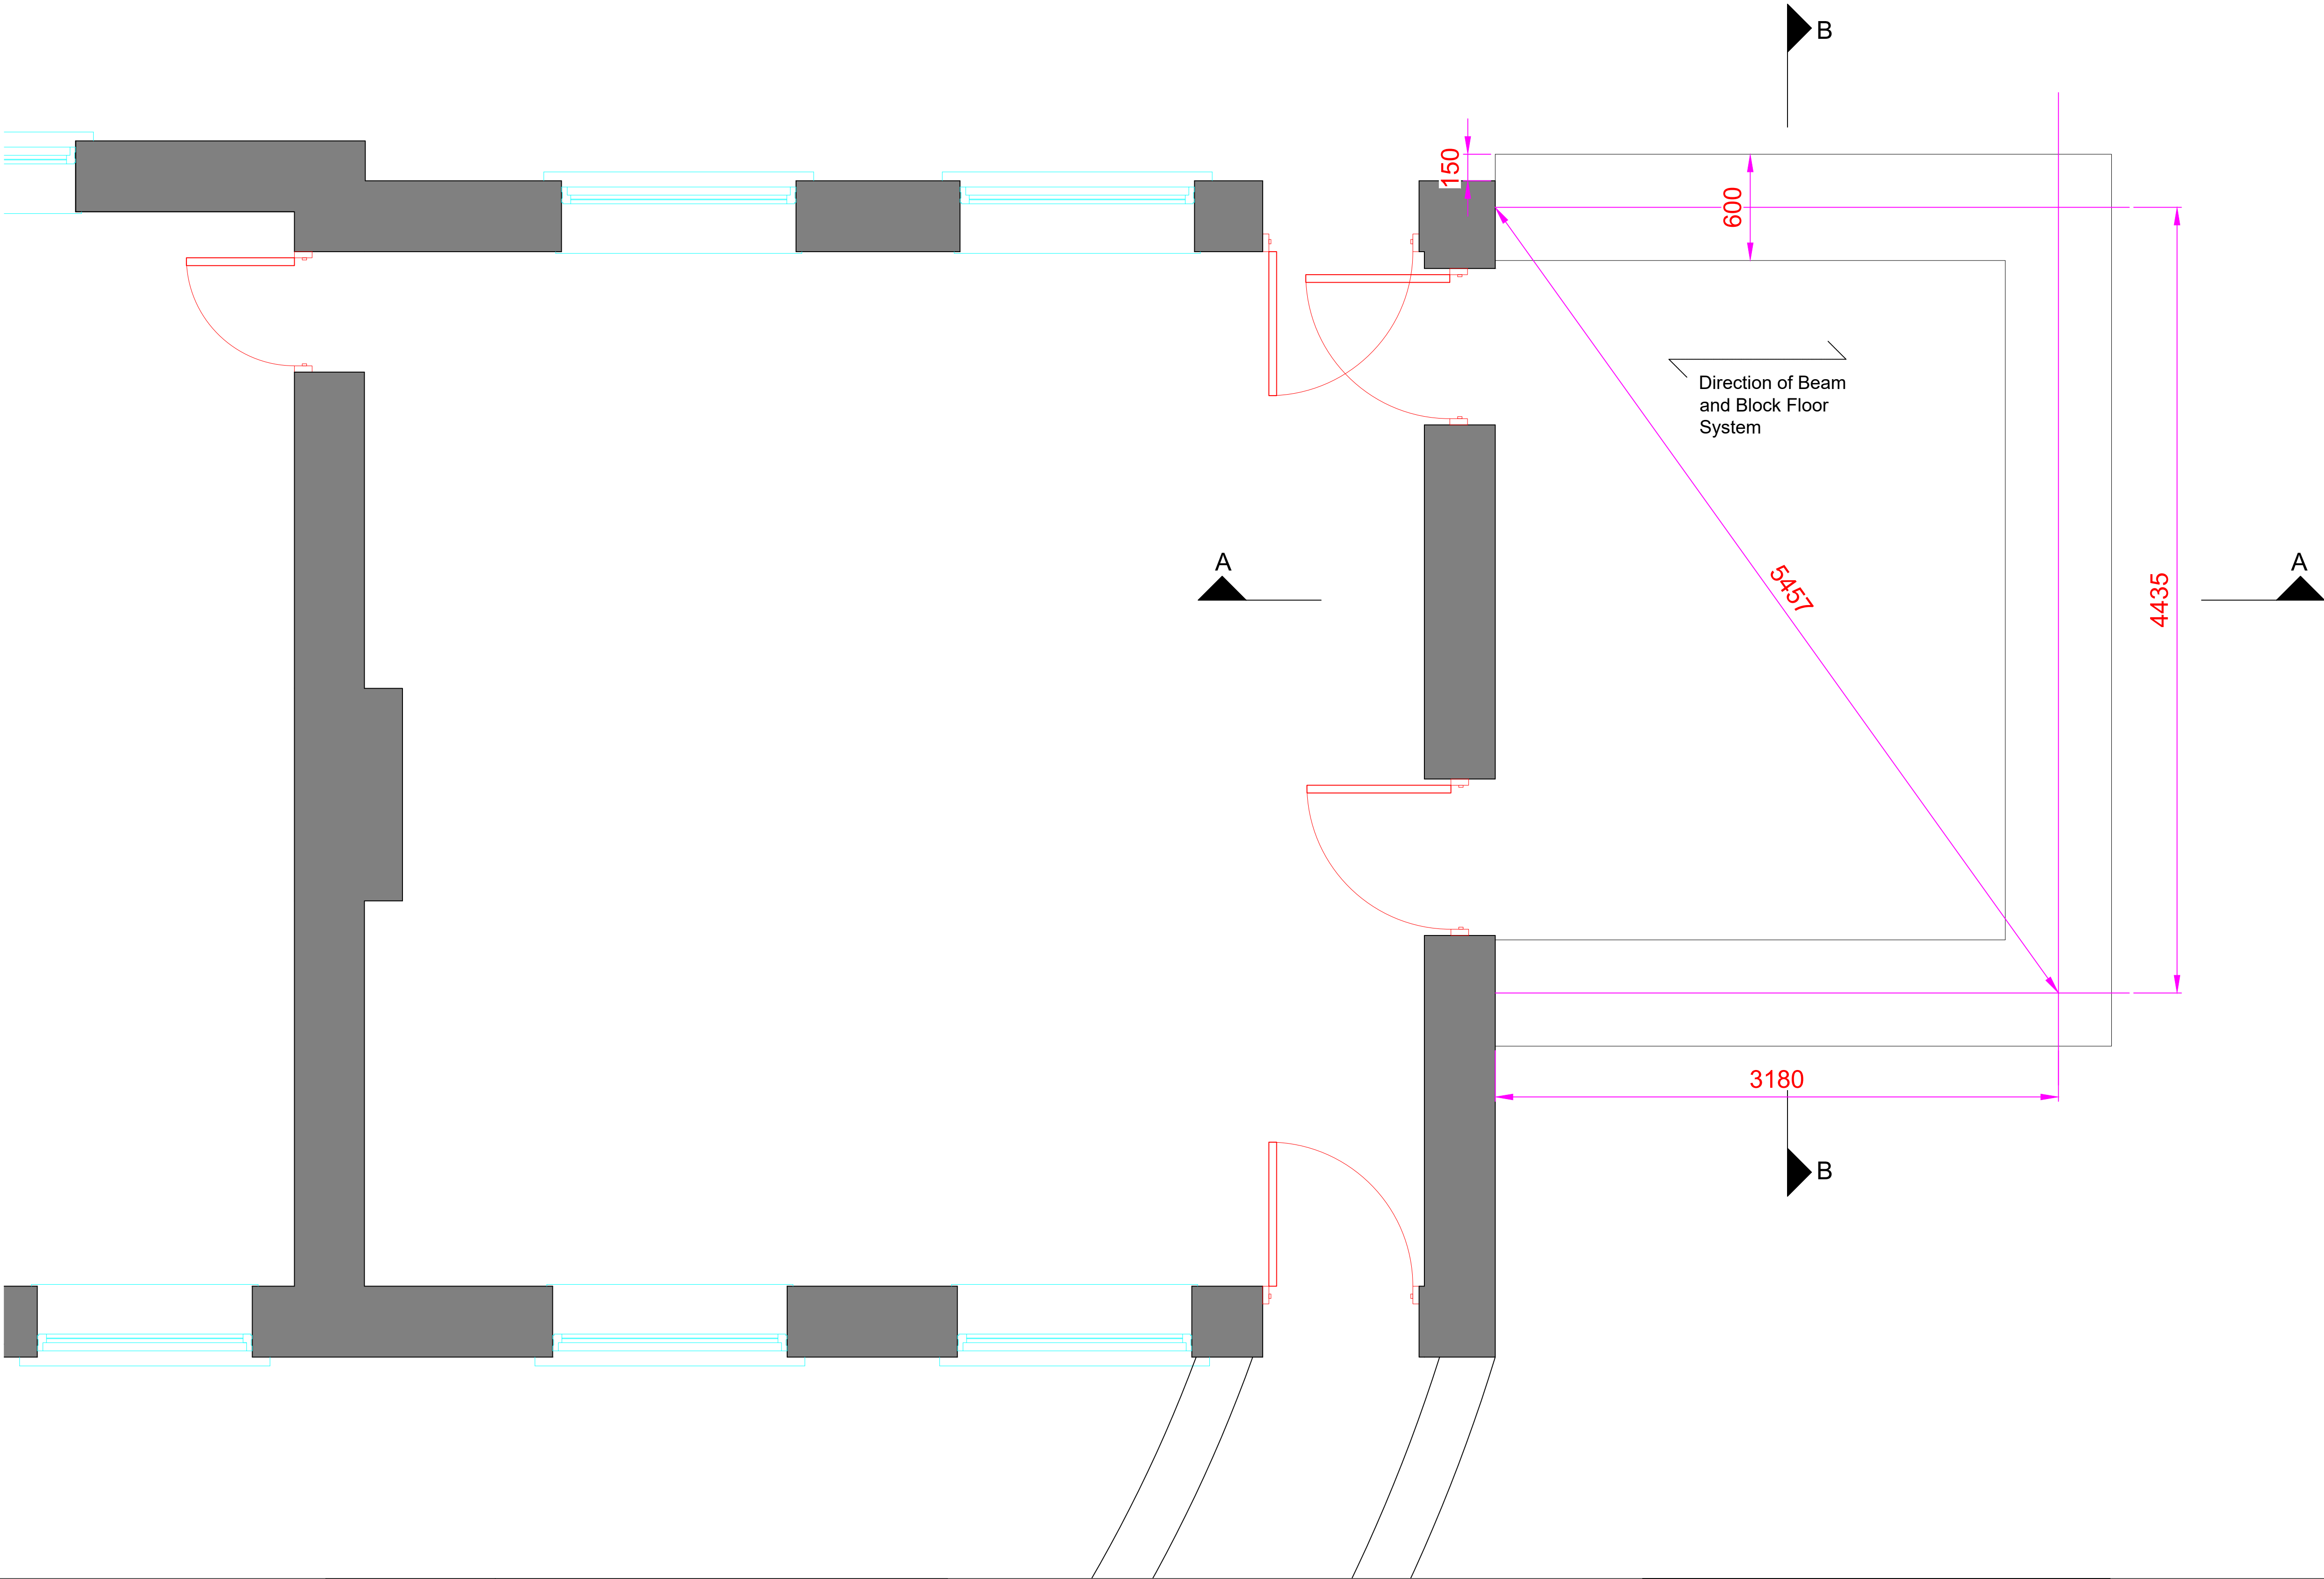 B
150
600
Direction of Beam
and Block Floor
System
A
A
5457
4435
3180
B